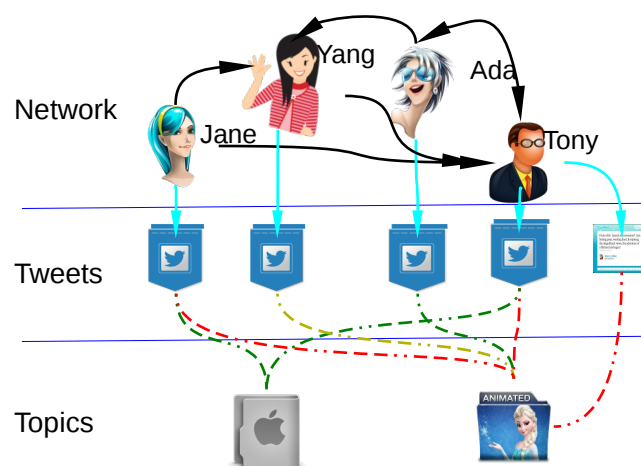 Yang
Ada
Network
Jane
Tony
Tweets
Topics
ANIMATED